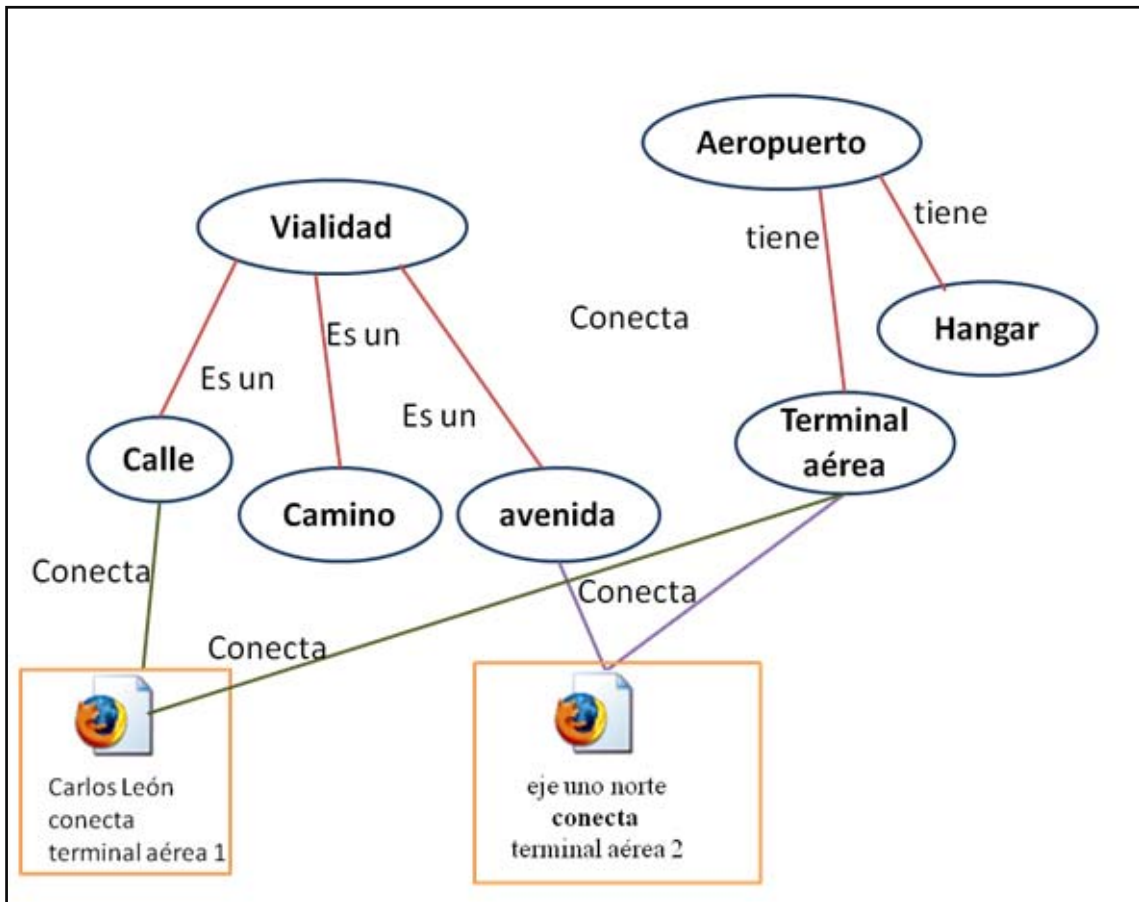 Aeropuerto
Vialidad
tiene
tiene
Conecta
Hangar
Es un
Es un
Es un
Terminal
aérea
Calle
Camino
avenida
Conecta
Conecta
Conecta
Carlos León
conecta
terminal aérea 1
eje uno norte
conecta
terminal aérea 2